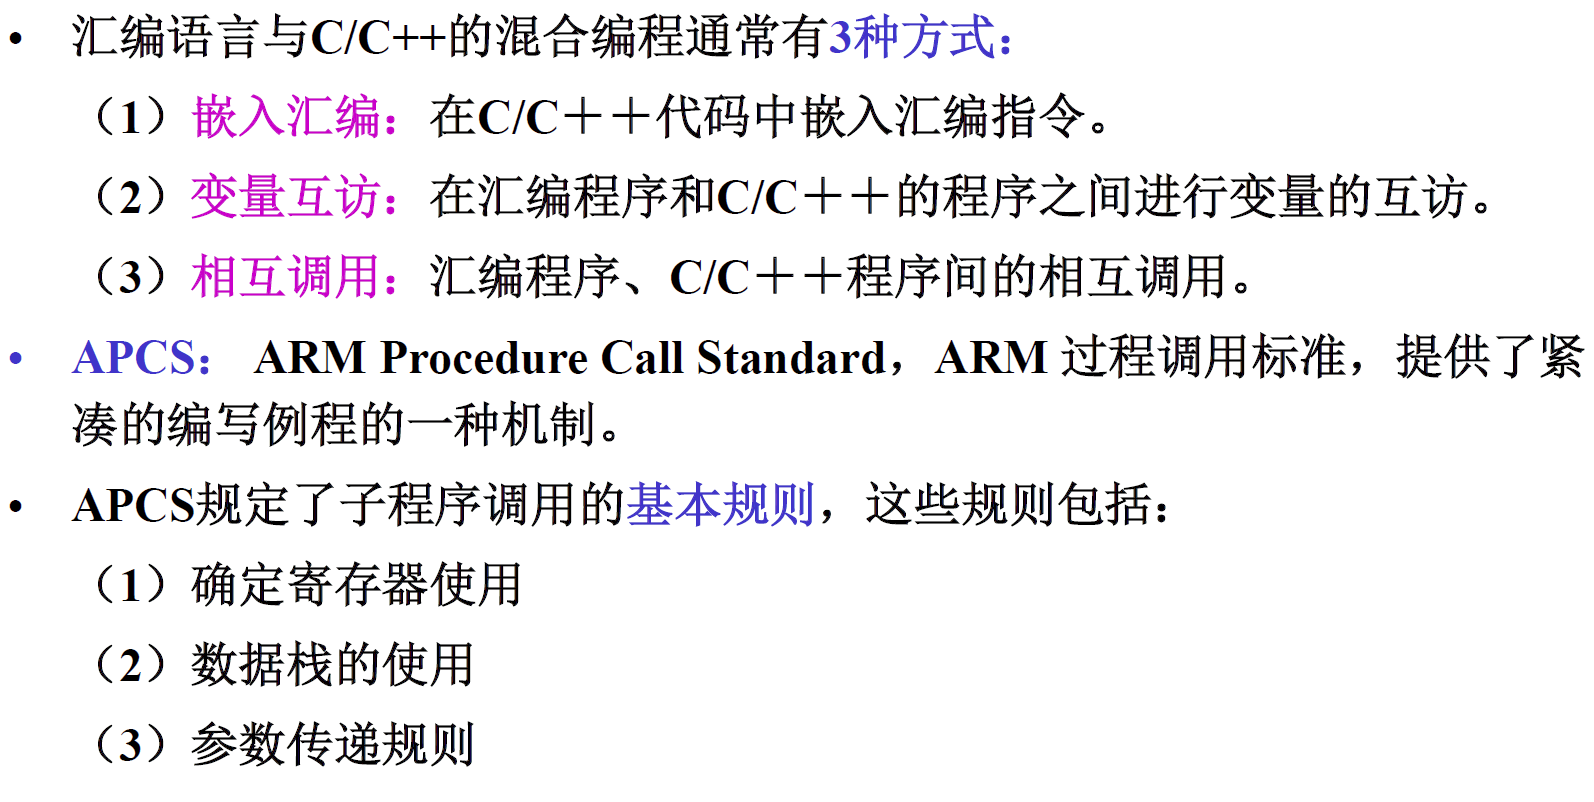 • 汇编语言与C/C++的混合编程通常有3种方式：
（1）嵌入汇编：在C/C＋＋代码中嵌入汇编指令。
（2）变量互访：在汇编程序和C/C＋＋的程序之间进行变量的互访。
（3）相互调用：汇编程序、C/C＋＋程序间的相互调用。
• APCS： ARM Procedure Call Standard，ARM 过程调用标准，提供了紧
凑的编写例程的一种机制。
• APCS规定了子程序调用的基本规则，这些规则包括：
（1）确定寄存器使用
（2）数据栈的使用
（3）参数传递规则